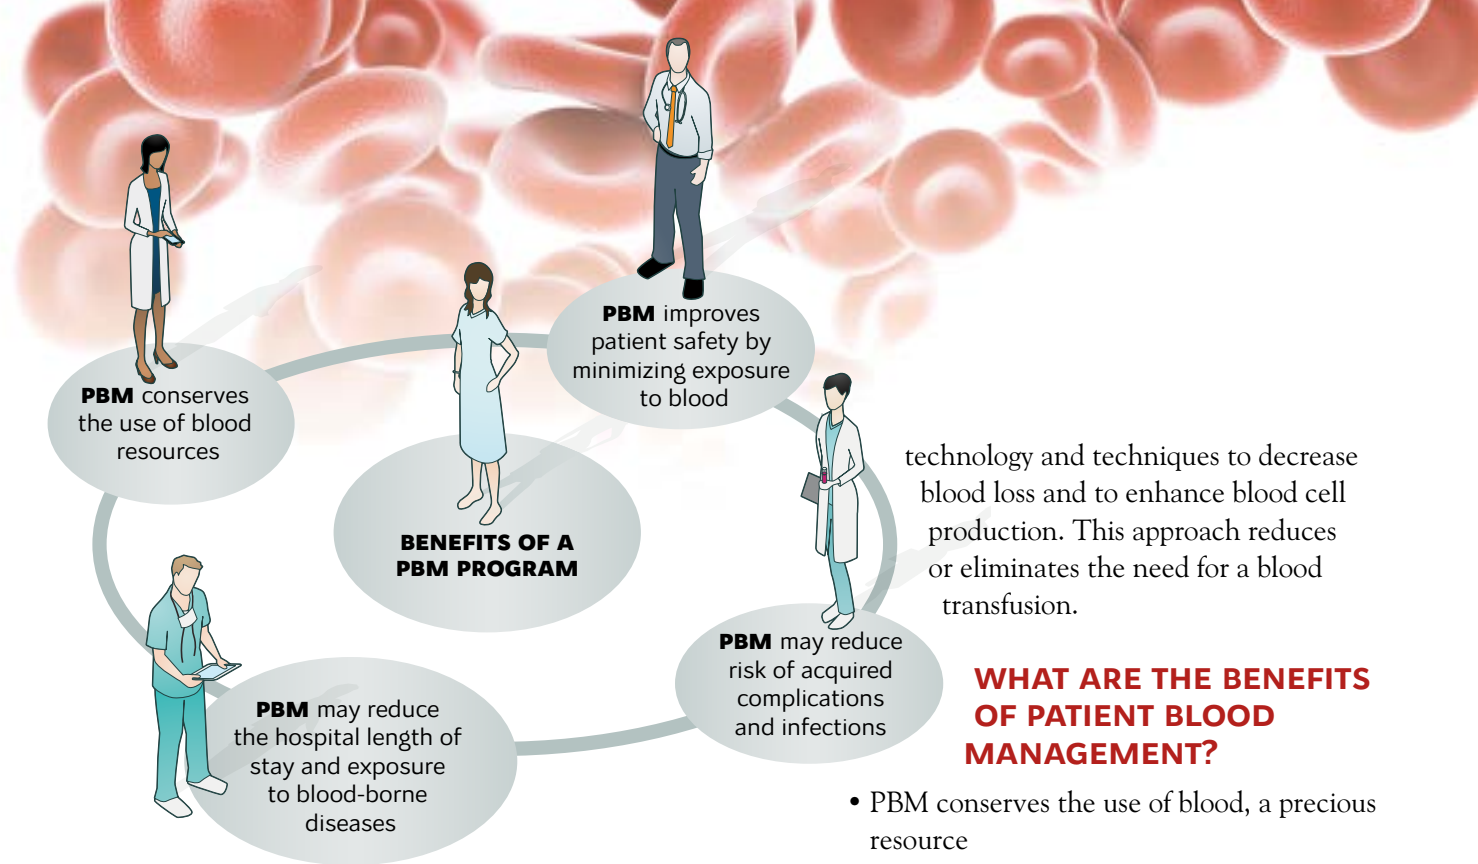 PBM conserves
the use of blood
resources
PBM improves
patient safety by
minimizing exposure
to blood
BENEFITS OF A
PBM PROGRAM
PBM may reduce
risk of acquired
complications
and infections
PBM may reduce
the hospital length of
stay and exposure
to blood-borne
diseases
technology and techniques to decrease
blood loss and to enhance blood cell
production. This approach reduces
or eliminates the need for a blood
transfusion.
WHAT ARE THE BENEFITS
OF PATIENT BLOOD
MANAGEMENT?
• PBM conserves the use of blood, a precious
resource